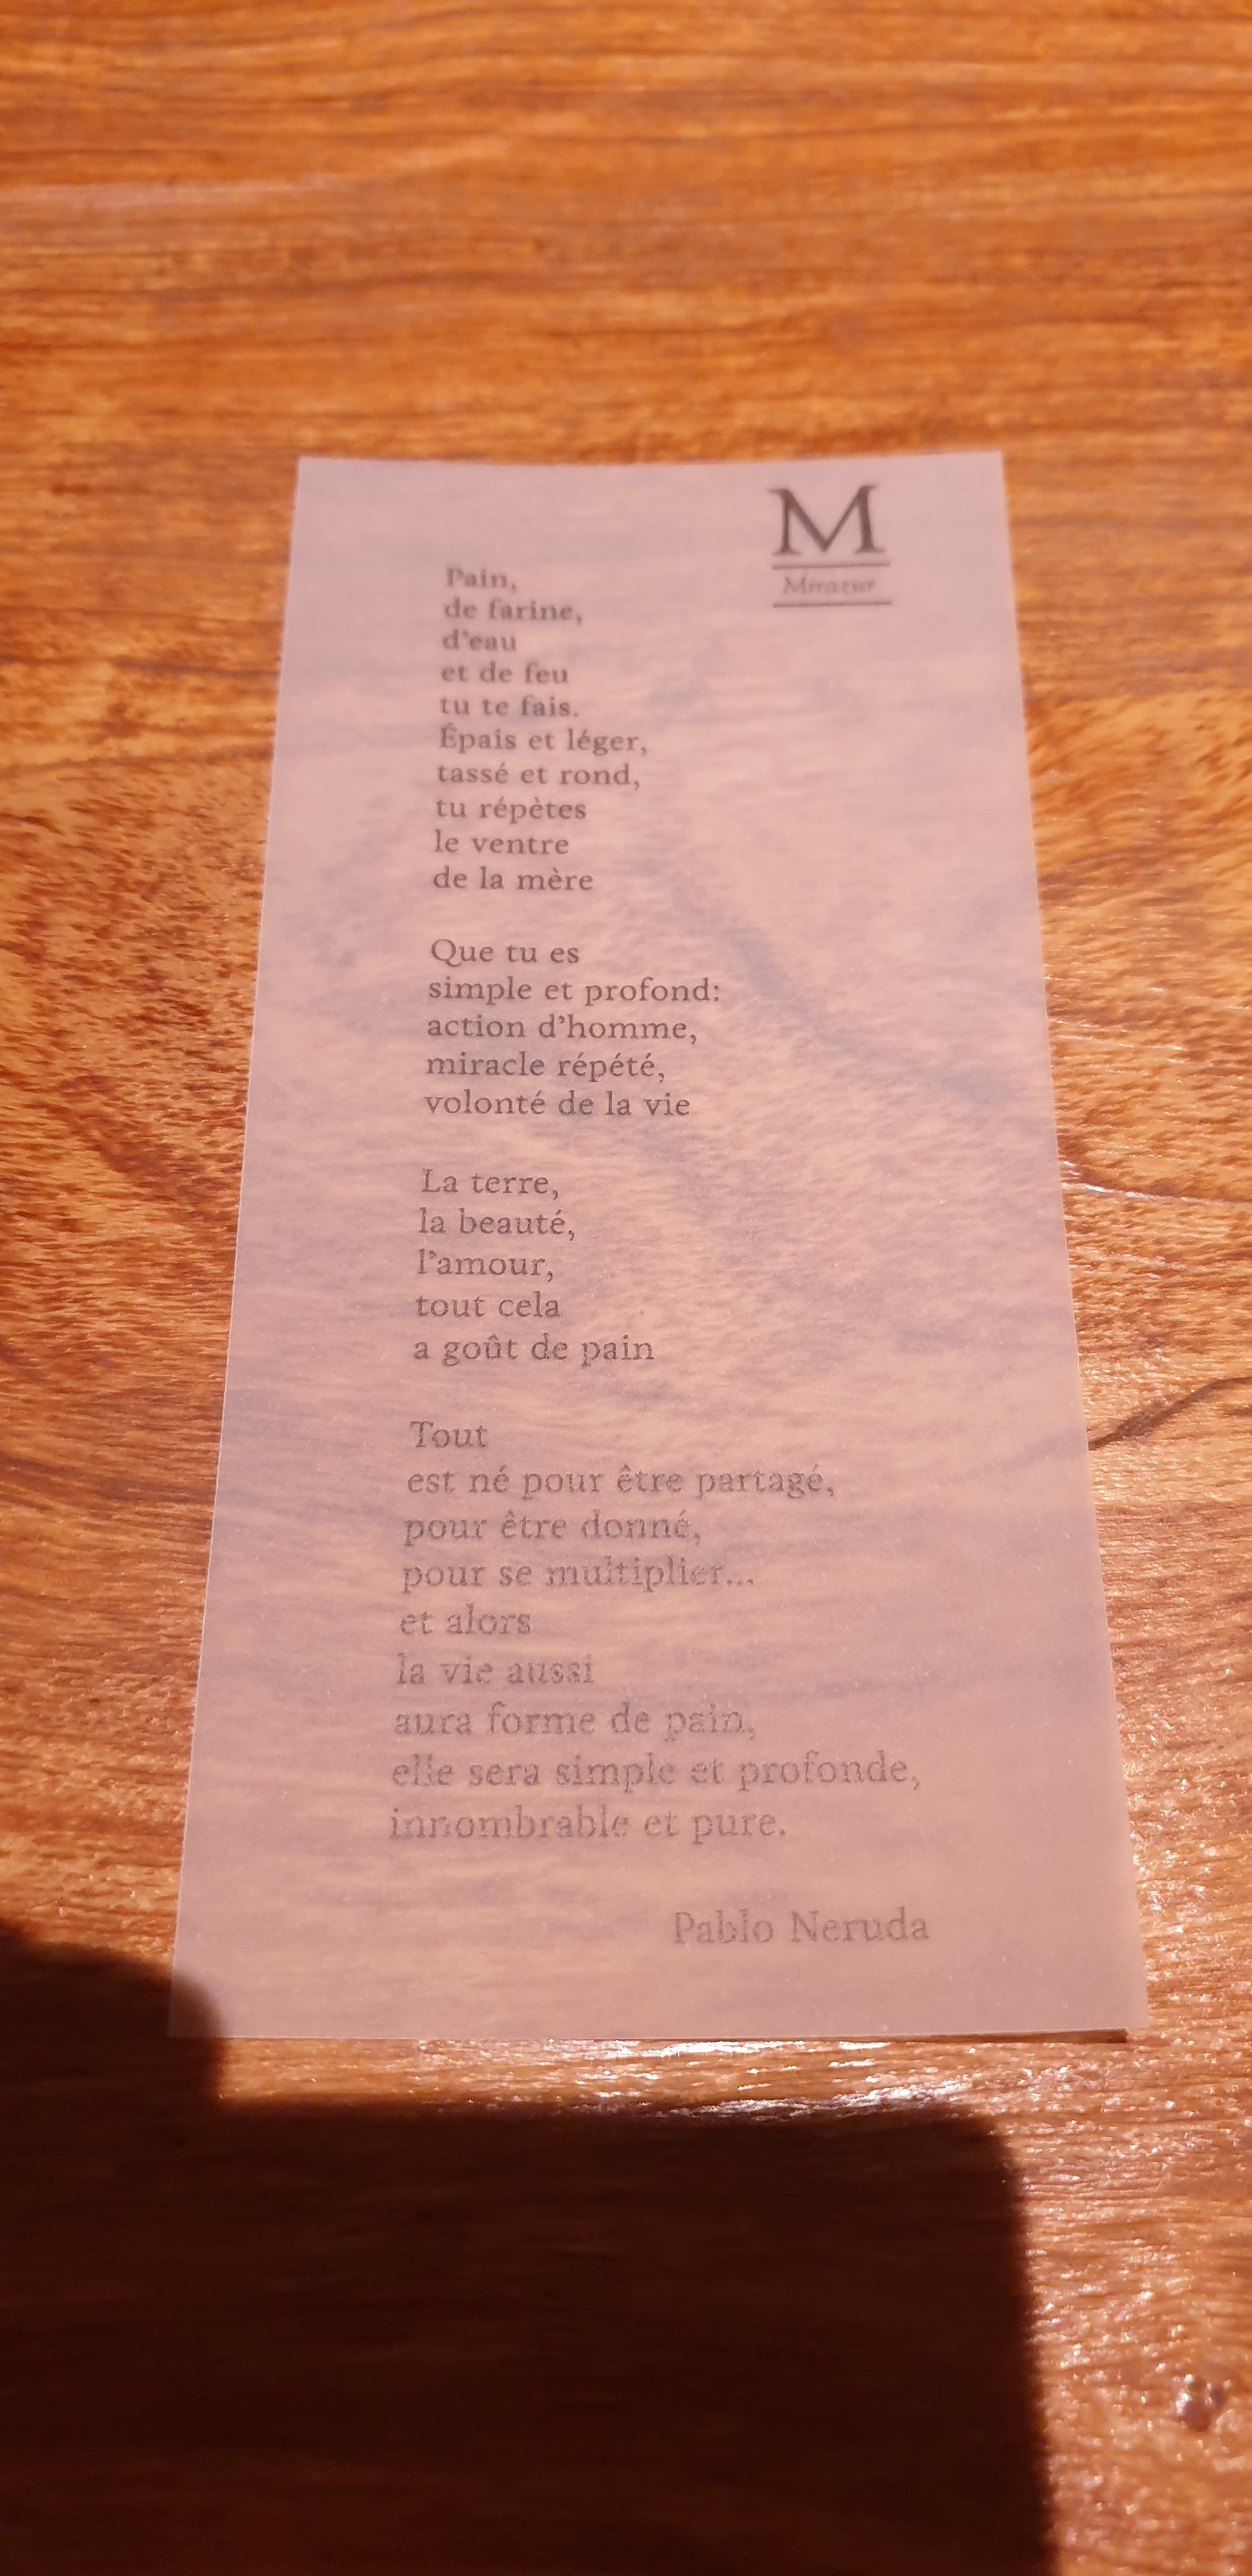 M
Mirazur
Pain,
de farine,
d'eau
et de feu
tu te fais.
Épais et léger,
tassé et rond,
tu répètes
le ventre
de la mère
Que tu es
simple et profond:
action d'homme,
miracle répété,
volonté de la vie
La terre,
la beauté,
l'amour,
tout cela
a goût de pain
Tout
est né pour être partagé,
pour être donné,
pour se multiplier...
et alors
la vie aussi
aura forme de pain,
elle sera simple et profonde,
innombrable et pure.
Pablo Neruda